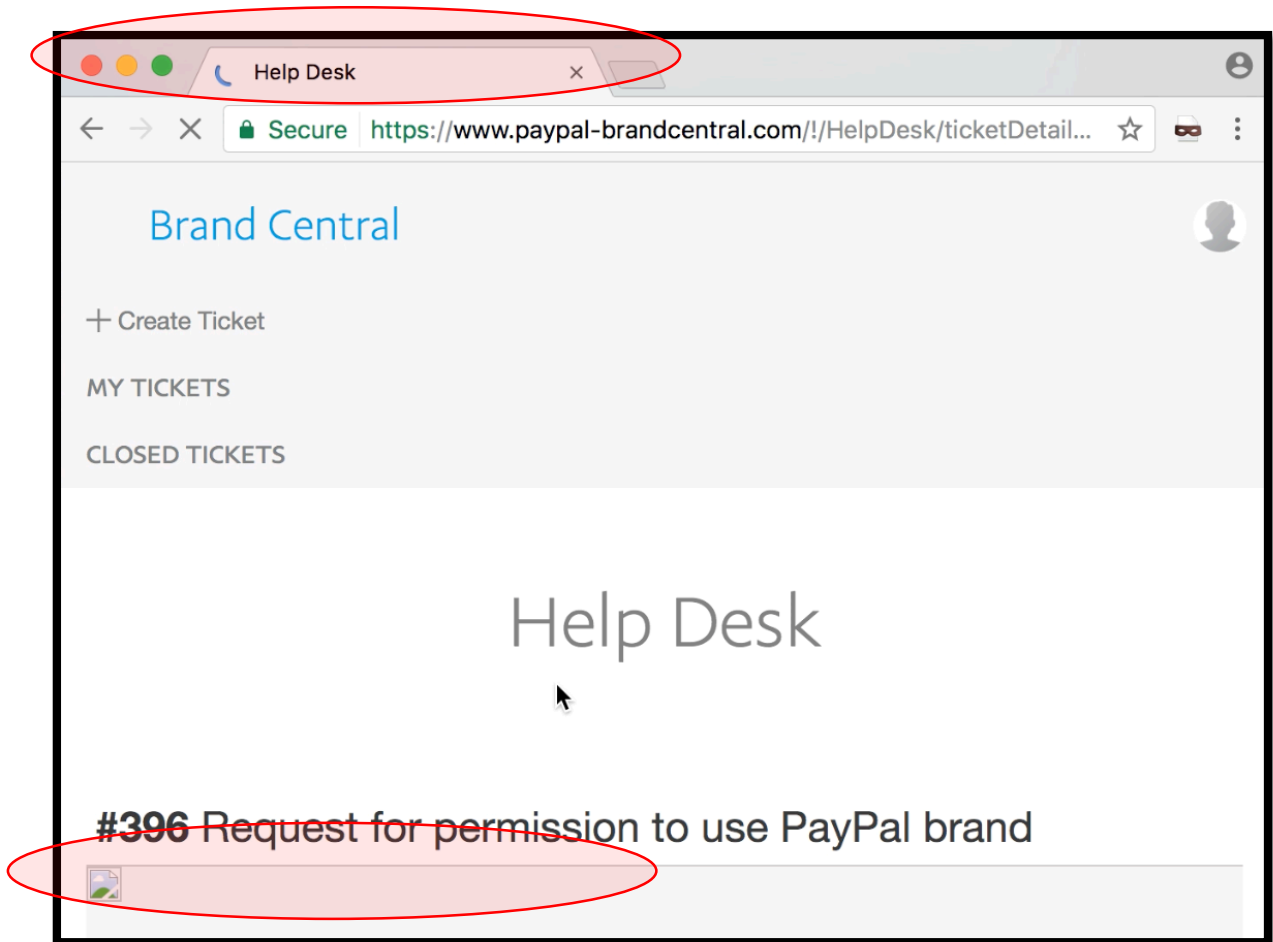 Help Desk
Secure https://www.paypal-brandcentral.com/!/HelpDesk/ticketDetail...
Brand Central
+ Create Ticket
MY TICKETS
CLOSED TICKETS
Help Desk
#396 Request for permission to use PayPal brand